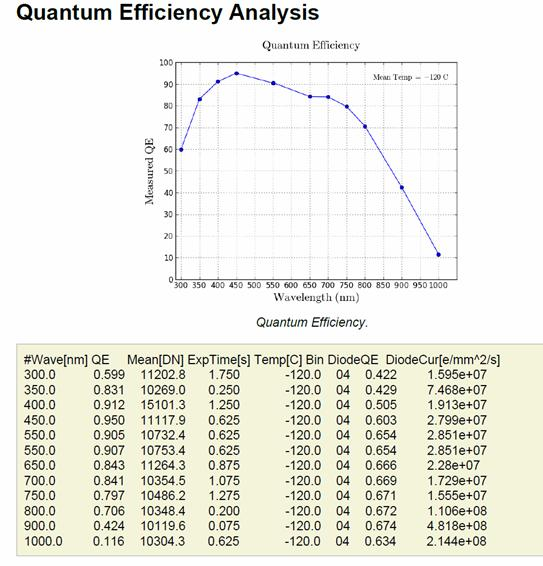 Quantum Efficiency Analysis
Quantum Efficiency
Mean Temp = −120 C
100
90
80
70
60
50
40
30
20
10
0
Measured QE
300 350 400 450 500 550 600 650 700 750 800 850 900 950 1000
Wavelength (nm)
Quantum Efficiency.
#Wave[nm] QE Mean[DN] ExpTime[s] Temp[C] Bin DiodeQE DiodeCur[e/mm^2/s]
300.0 0.599 11202.8 1.750 -120.0 04 0.422 1.595e+07
350.0 0.831 10269.0 0.250 -120.0 04 0.429 7.468e+07
400.0 0.912 15101.3 1.250 -120.0 04 0.505 1.913e+07
450.0 0.950 11117.9 0.625 -120.0 04 0.603 2.799e+07
550.0 0.905 10732.4 0.625 -120.0 04 0.654 2.851e+07
550.0 0.907 10753.4 0.625 -120.0 04 0.654 2.851e+07
650.0 0.843 11264.3 0.875 -120.0 04 0.666 2.28e+07
700.0 0.841 10354.5 1.075 -120.0 04 0.669 1.729e+07
750.0 0.797 10486.2 1.275 -120.0 04 0.671 1.555e+07
800.0 0.706 10348.4 0.200 -120.0 04 0.672 1.106e+08
900.0 0.424 10119.6 0.075 -120.0 04 0.674 4.818e+08
1000.0 0.116 10304.3 0.625 -120.0 04 0.634 2.144e+08